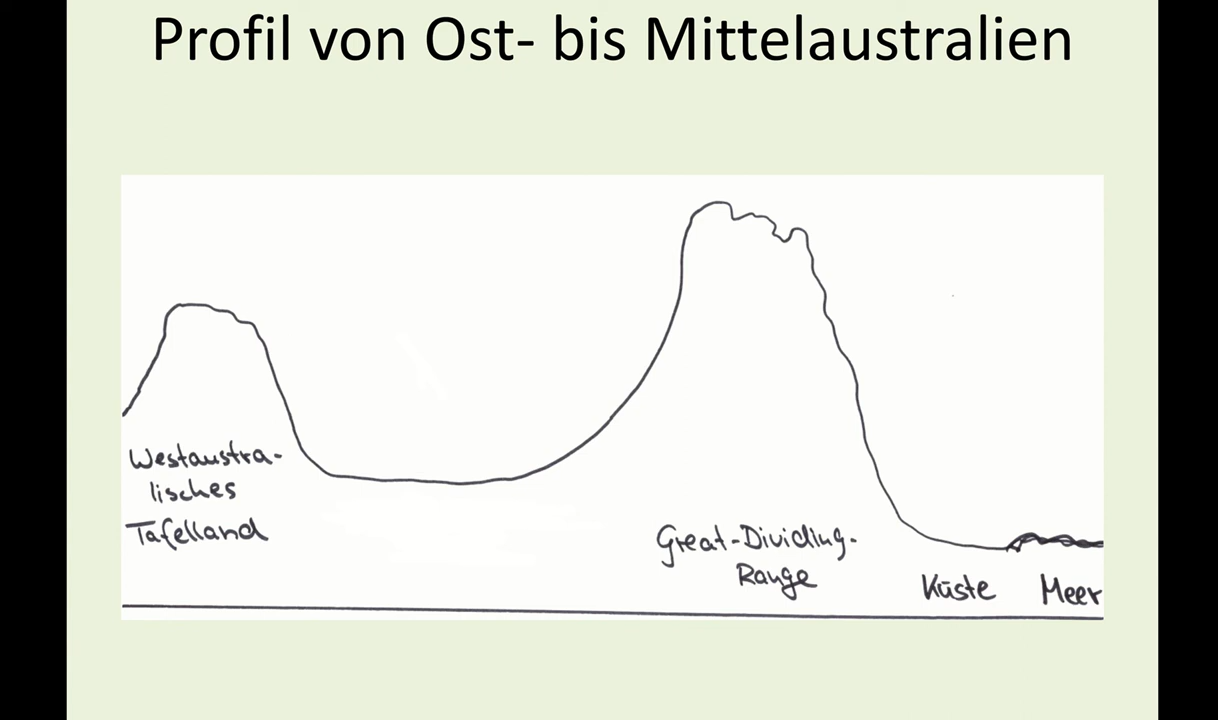 Profil von Ost- bis Mittelaustralien
Westaustra-
lisches
Tafelland
Great-Dividing-
Range
Küste
Meer